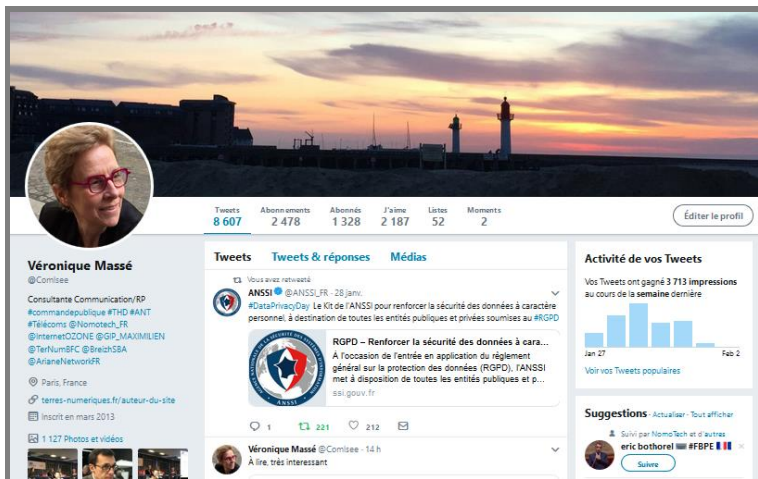 Tweets Abonnements Abonnés J'aime Listes Moments
8 607 2 478 1 328 2 187 52 2
Éditer le profil
Véronique Massé
@Comisee
Consultante Communication/RP
#commandepublique #THD #ANT
#Télécoms @Nomotech_FR
@InternetOZONE @GIP_MAXIMILIEN
@TerNumBFC @BreizhSBA
@ArianeNetworkFR
Paris, France
terres-numeriques.fr/auteur-du-site
Inscrit en mars 2013
1 127 Photos et vidéos
Tweets Tweets & réponses Médias
Vous avez retweeté
ANSSI @ANSSI_FR · 28 janv.
#DataPrivacyDay Le Kit de l'ANSSI pour renforcer la sécurité des données à caractère
personnel, à destination de toutes les entités publiques et privées soumises au #RGPD
RGPD – Renforcer la sécurité des données à cara...
À l'occasion de l'entrée en application du règlement
général sur la protection des données (RGPD), l'ANSSI
met à disposition de toutes les entités publiques et p...
ssi.gouv.fr
1 221 212
Véronique Massé @Comisee · 14 h
À lire, très interessant
Activité de vos Tweets
Vos Tweets ont gagné 3 713 impressions
au cours de la semaine dernière
Jan 27 Feb 2
Voir vos Tweets populaires
Suggestions · Actualiser · Tout afficher
Suivi par NomoTech et d'autres
eric bothorel #FBPE
Suivre